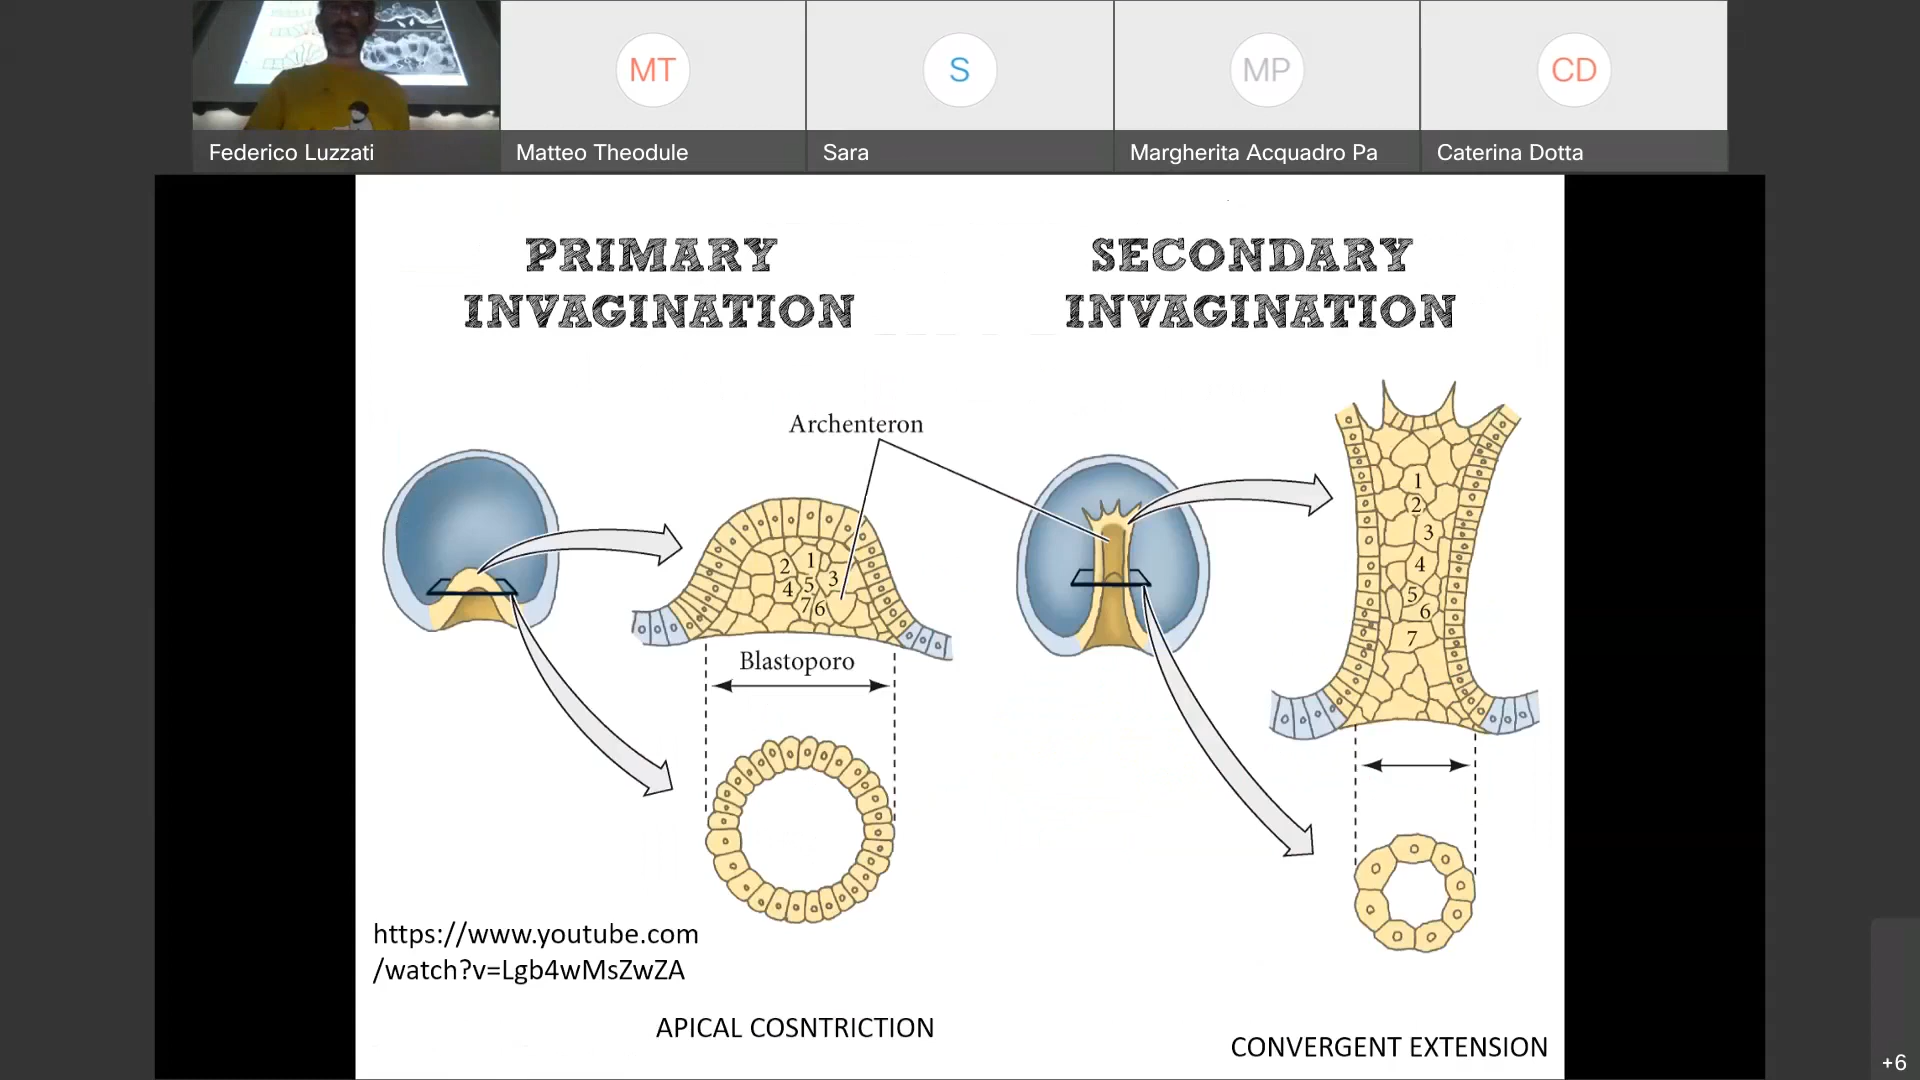 MT
S
MP
CD
Federico Luzzati
Matteo Theodule
Sara
Margherita Acquadro Pa
Caterina Dotta
PRIMARY
INVAGINATION
SECONDARY
INVAGINATION
Archenteron
1
2
3
4
5
6
7
1
2
3
4
5
6
7
Blastoporo
https://www.youtube.com
/watch?v=Lgb4wMsZwZA
APICAL COSNTRICTION
CONVERGENT EXTENSION
+6